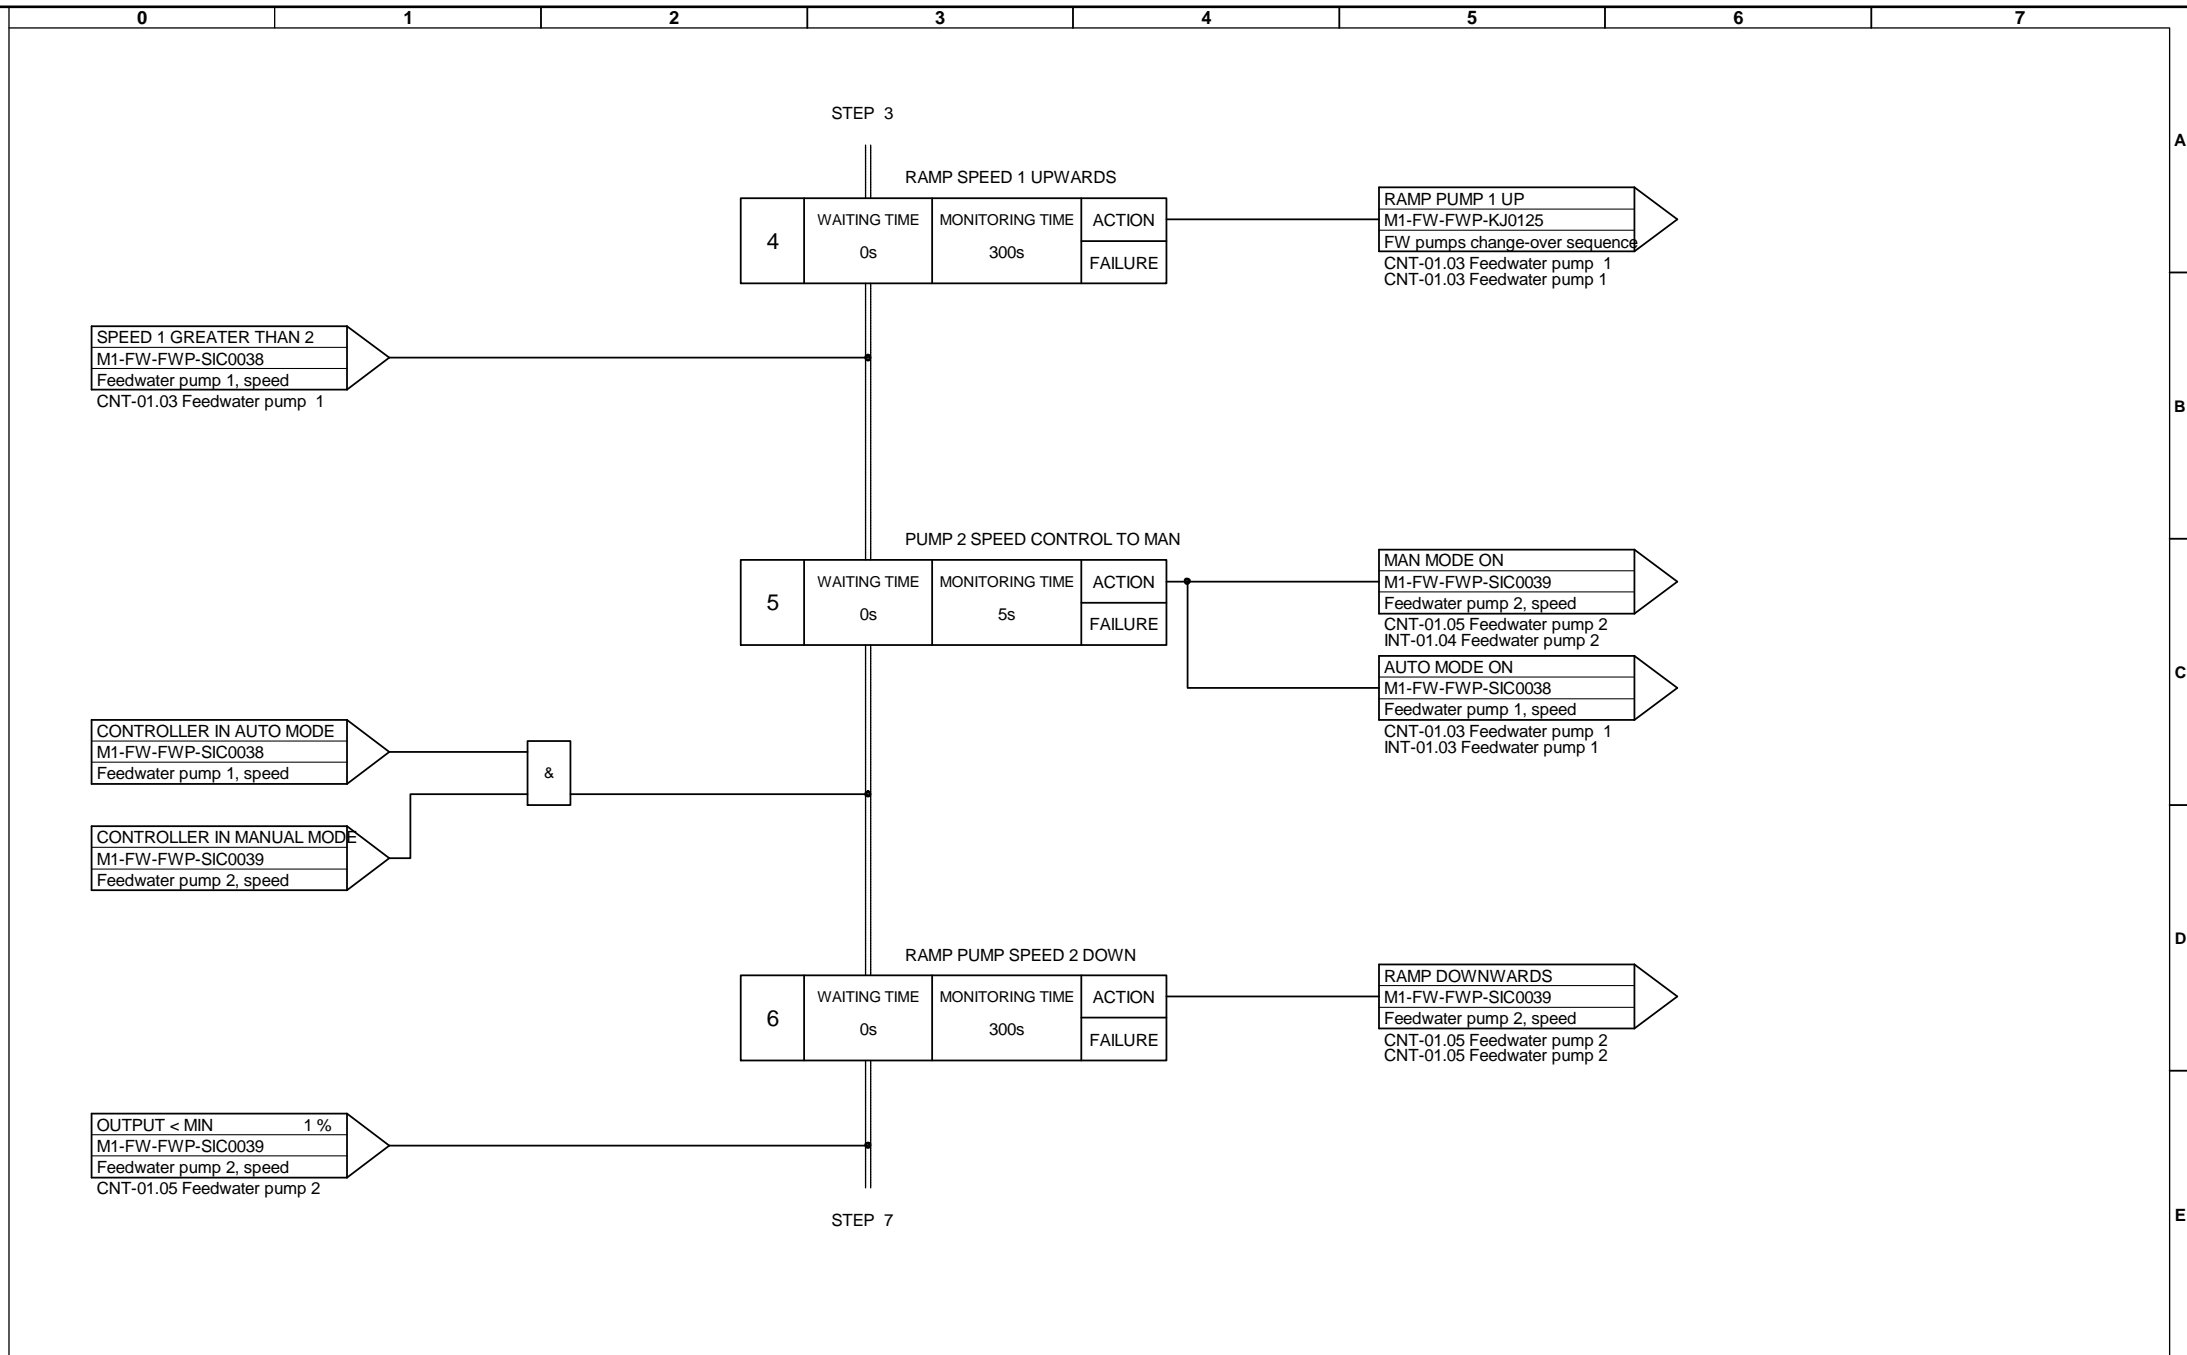 0 1 2 3 4 5 6 7
STEP 3
A
RAMP SPEED 1 UPWARDS
4
WAITING TIME
0s
MONITORING TIME
300s
ACTION
FAILURE
RAMP PUMP 1 UP
M1-FW-FWP-KJ0125
FW pumps change-over sequence
CNT-01.03 Feedwater pump 1
CNT-01.03 Feedwater pump 1
SPEED 1 GREATER THAN 2
M1-FW-FWP-SIC0038
Feedwater pump 1, speed
CNT-01.03 Feedwater pump 1
B
PUMP 2 SPEED CONTROL TO MAN
5
WAITING TIME
0s
MONITORING TIME
5s
ACTION
FAILURE
MAN MODE ON
M1-FW-FWP-SIC0039
Feedwater pump 2, speed
CNT-01.05 Feedwater pump 2
INT-01.04 Feedwater pump 2
AUTO MODE ON
M1-FW-FWP-SIC0038
Feedwater pump 1, speed
CNT-01.03 Feedwater pump 1
INT-01.03 Feedwater pump 1
C
CONTROLLER IN AUTO MODE
M1-FW-FWP-SIC0038
Feedwater pump 1, speed
&
CONTROLLER IN MANUAL MODE
M1-FW-FWP-SIC0039
Feedwater pump 2, speed
D
RAMP PUMP SPEED 2 DOWN
6
WAITING TIME
0s
MONITORING TIME
300s
ACTION
FAILURE
RAMP DOWNWARDS
M1-FW-FWP-SIC0039
Feedwater pump 2, speed
CNT-01.05 Feedwater pump 2
CNT-01.05 Feedwater pump 2
OUTPUT < MIN 1 %
M1-FW-FWP-SIC0039
Feedwater pump 2, speed
CNT-01.05 Feedwater pump 2
STEP 7
E